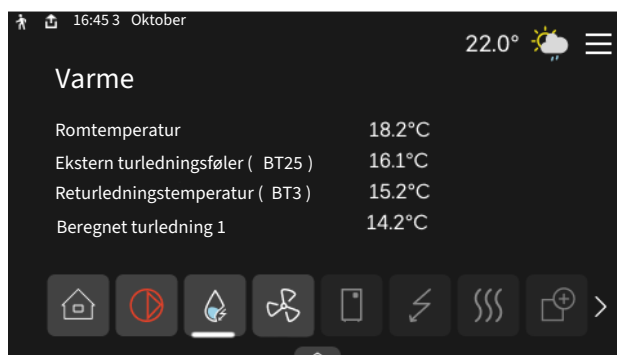 16:45 3 Oktober
22.0°
Varme
Romtemperatur 18.2°C
Ekstern turledningsføler ( BT25 ) 16.1°C
Returledningstemperatur ( BT3 ) 15.2°C
Beregnet turledning 1 14.2°C